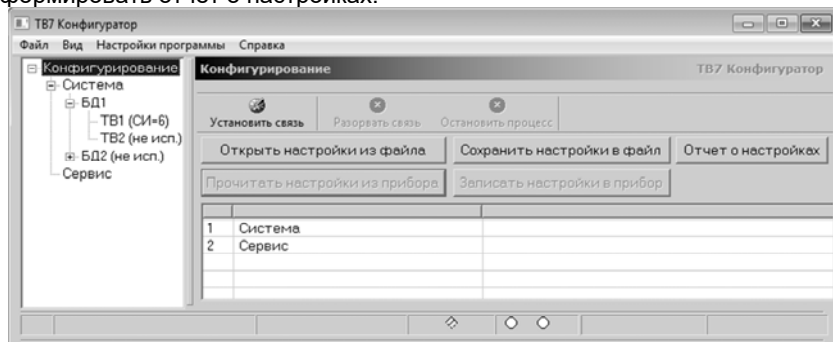 формировать отчет о настройках.
ТВ7 Конфигуратор
Файл Вид Настройки программы Справка
Конфигурирование
Система
БД1
ТВ1 (СИ=6)
ТВ2 (не исп.)
БД2 (не исп.)
Сервис
Конфигурирование ТВ7 Конфигуратор
Установить связь Разорвать связь Остановить процесс
Открыть настройки из файла Сохранить настройки в файл Отчет о настройках
Прочитать настройки из прибора Записать настройки в прибор
1 Система
2 Сервис